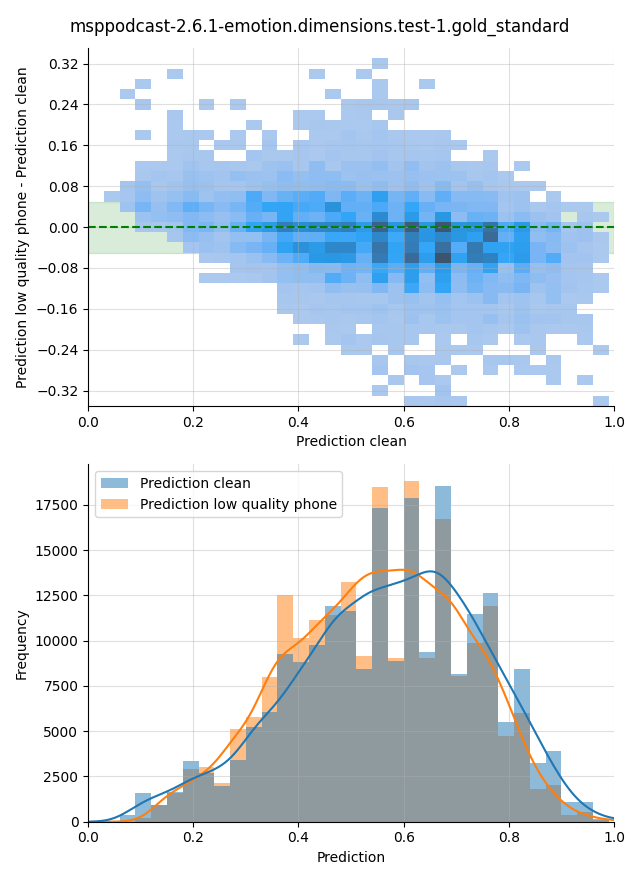 msppodcast-2.6.1-emotion.dimensions.test-1.gold_standard
Prediction low quality phone - Prediction clean
0.32
0.24
0.16
0.08
0.00
−0.08
−0.16
−0.24
−0.32
0.0 0.2 0.4 0.6 0.8 1.0
Prediction clean
Frequency
17500
15000
12500
10000
7500
5000
2500
0
Prediction clean
Prediction low quality phone
0.0 0.2 0.4 0.6 0.8 1.0
Prediction